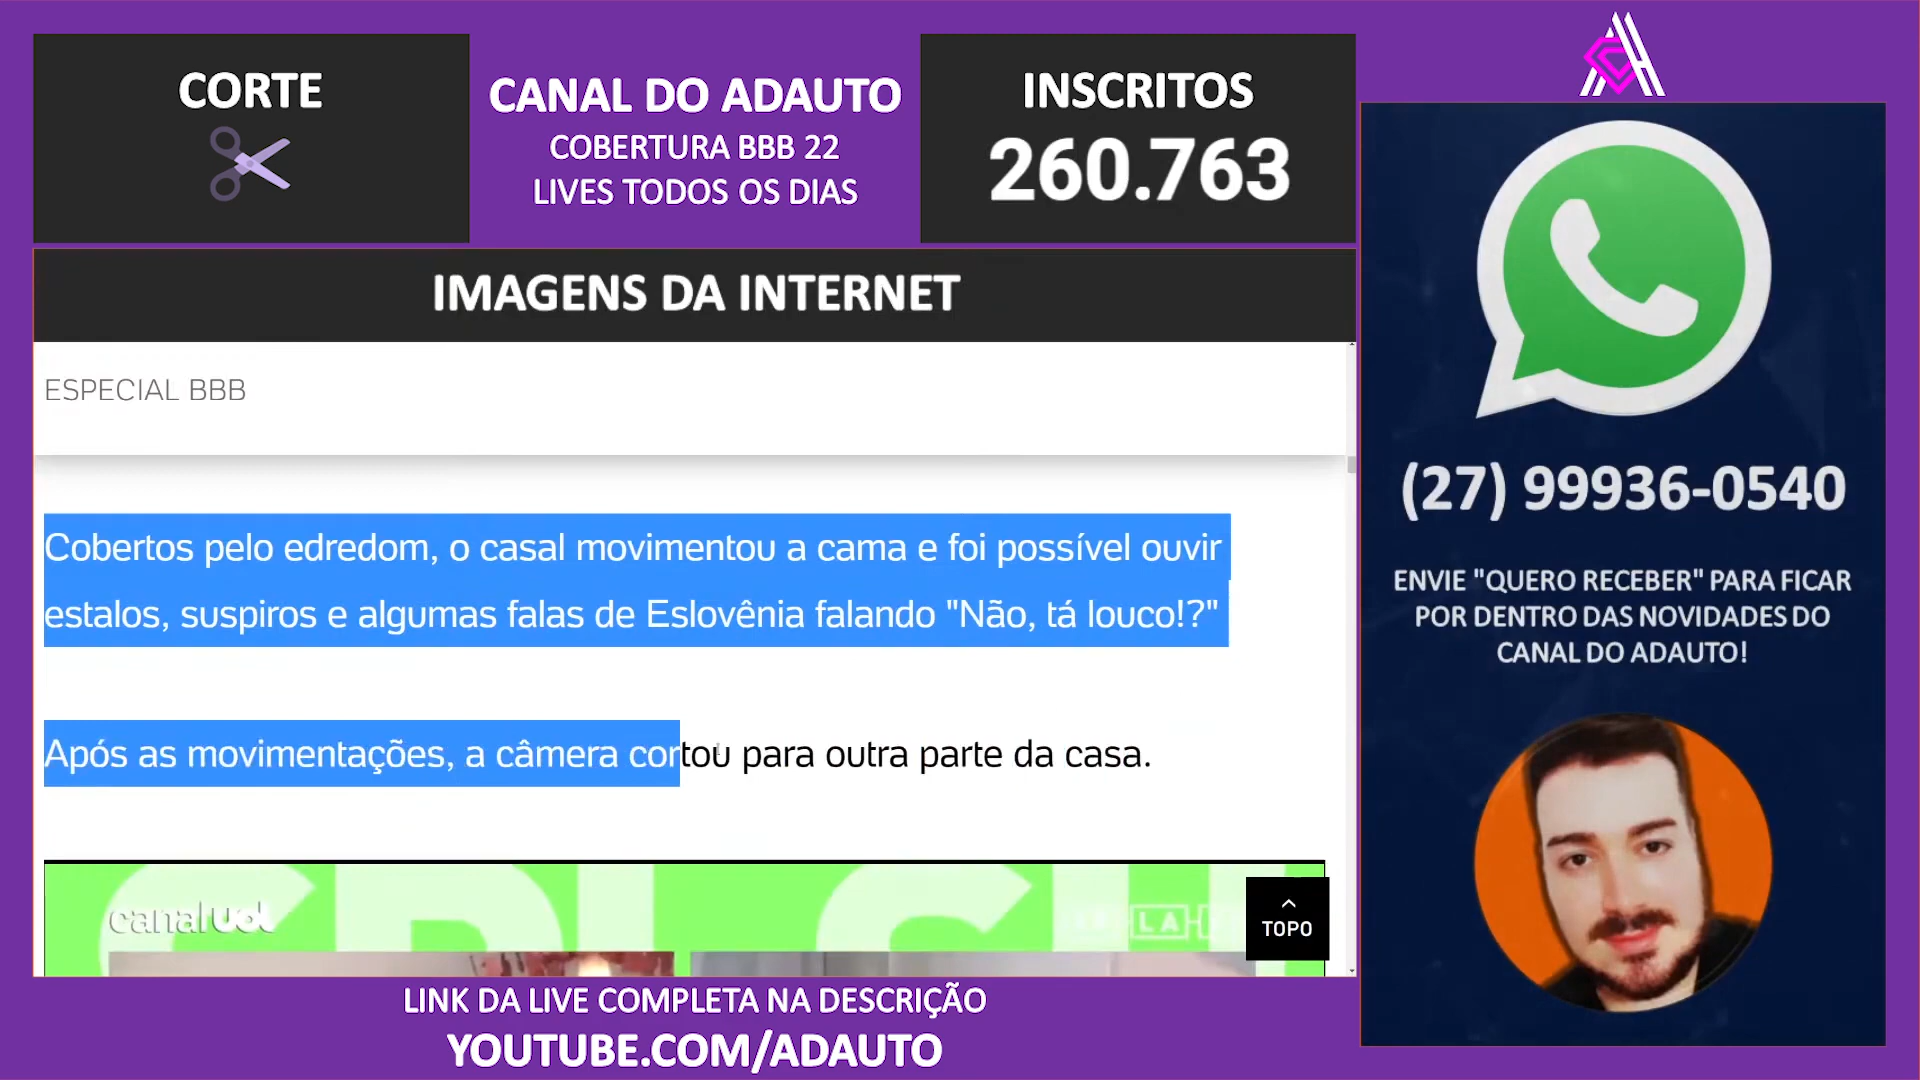 CORTE
CANAL DO ADAUTO
COBERTURA BBB 22
LIVES TODOS OS DIAS
INSCRITOS
260.763
IMAGENS DA INTERNET
ESPECIAL BBB
Cobertos pelo edredom, o casal movimentou a cama e foi possível ouvir
estalos, suspiros e algumas falas de Eslovênia falando "Não, tá louco!?"
Após as movimentações, a câmera cortou para outra parte da casa.
canal UOL
TOPO
LINK DA LIVE COMPLETA NA DESCRIÇÃO
YOUTUBE.COM/ADAUTO
(27) 99936-0540
ENVIE "QUERO RECEBER" PARA FICAR
POR DENTRO DAS NOVIDADES DO
CANAL DO ADAUTO!